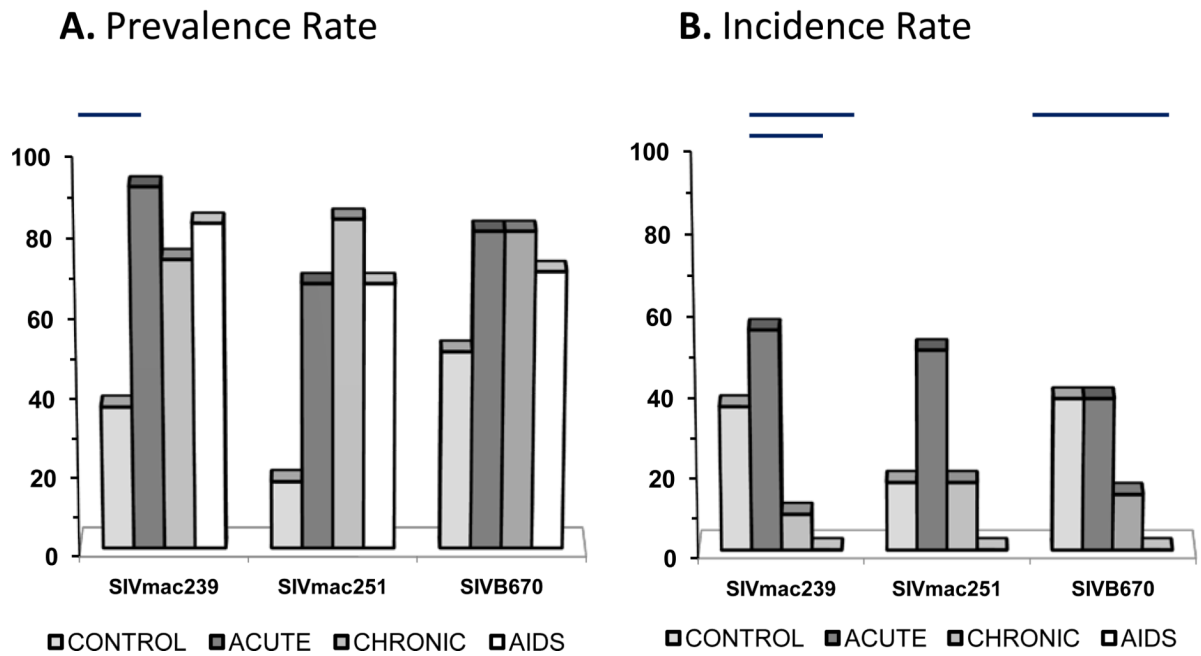 A. Prevalence Rate
100
80
60
40
20
0
SIVmac239 SIVmac251 SIVB670
CONTROL ACUTE CHRONIC AIDS
B. Incidence Rate
100
80
60
40
20
0
SIVmac239 SIVmac251 SIVB670
CONTROL ACUTE CHRONIC AIDS